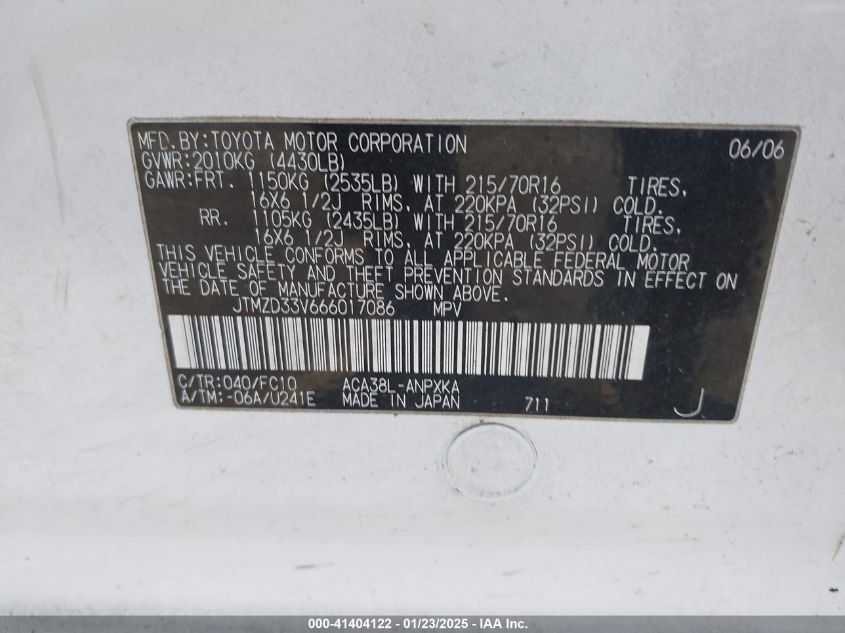 MFD. BY: TOYOTA MOTOR CORPORATION 06/06
GVWR: 2010KG (4430LB)
GAWR: FRT. 1150KG (2535LB) WITH 215/70R16 TIRES,
16X6 1/2J RIMS, AT 220KPA (32PSI) COLD.
RR. 1105KG (2435LB) WITH 215/70R16 TIRES,
16X6 1/2J RIMS, AT 220KPA (32PSI) COLD.
THIS VEHICLE CONFORMS TO ALL APPLICABLE FEDERAL MOTOR
VEHICLE SAFETY AND THEFT PREVENTION STANDARDS IN EFFECT ON
THE DATE OF MANUFACTURE SHOWN ABOVE.
JTMZD33V666017086 MPV
C/TR: 040/FC10 ACA38L-ANPXKA
A/TM: -06A/U241E MADE IN JAPAN 711 J
000-41404122 - 01/23/2025 - IAA Inc.